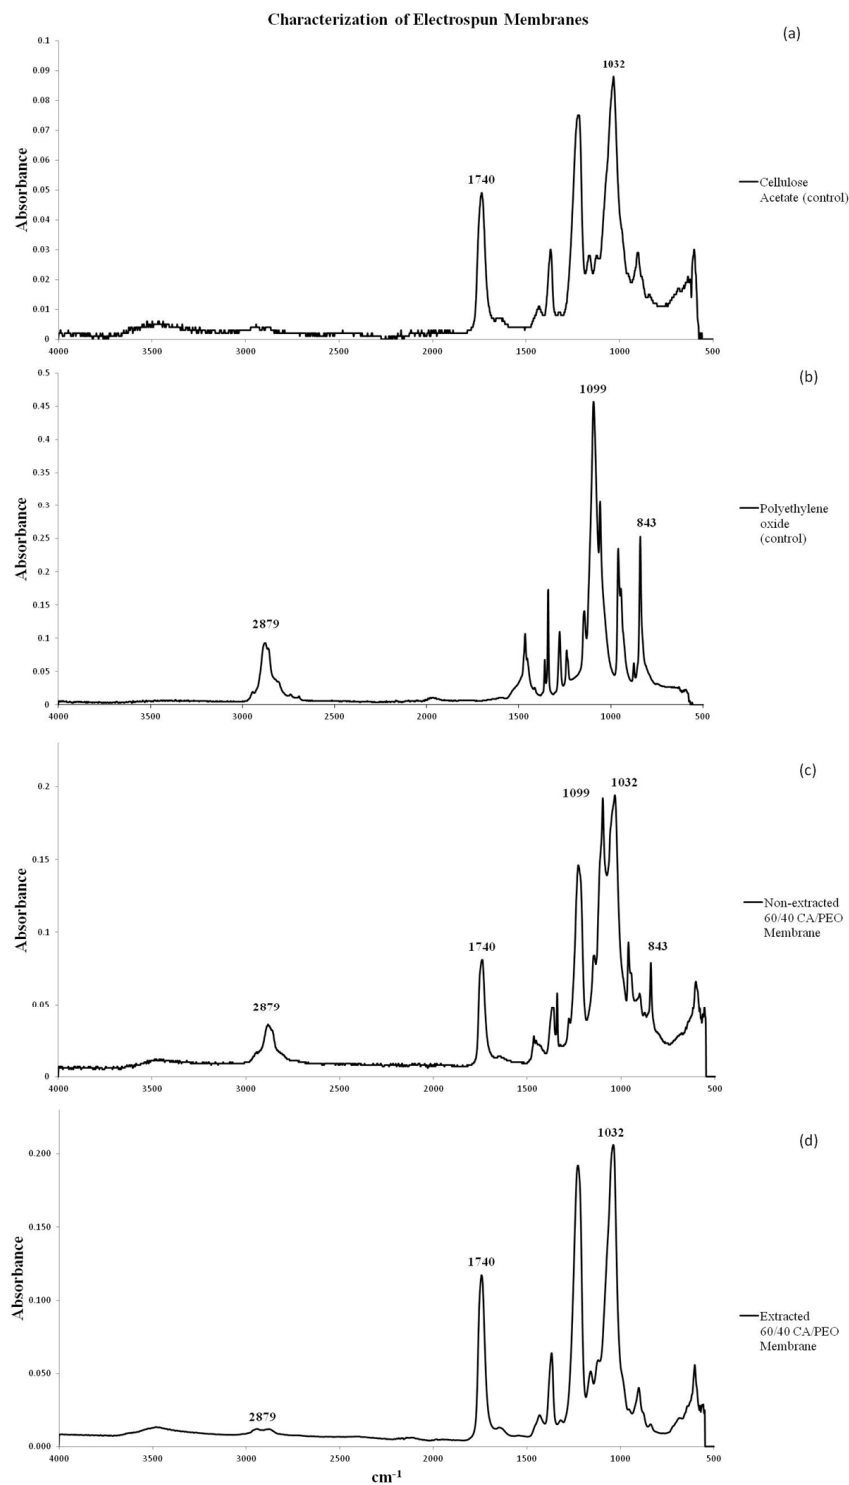 Characterization of Electrospun Membranes
(a)
0.1
0.09
0.08
0.07
0.06
0.05
0.04
0.03
0.02
0.01
0
Absorbance
1740
1032
Cellulose
Acetate (control)
4000 3500 3000 2500 2000 1500 1000 500
(b)
0.5
0.45
0.4
0.35
0.3
0.25
0.2
0.15
0.1
0.05
0
Absorbance
2879
1099
843
Polyethylene
oxide
(control)
4000 3500 3000 2500 2000 1500 1000 500
(c)
0.2
0.15
0.1
0.05
0
Absorbance
2879
1740
1099
1032
843
Non-extracted
60/40 CA/PEO
Membrane
4000 3500 3000 2500 2000 1500 1000 500
(d)
0.200
0.150
0.100
0.050
0.000
Absorbance
2879
1740
1032
Extracted
60/40 CA/PEO
Membrane
4000 3500 3000 2500 2000 1500 1000 500
cm-1